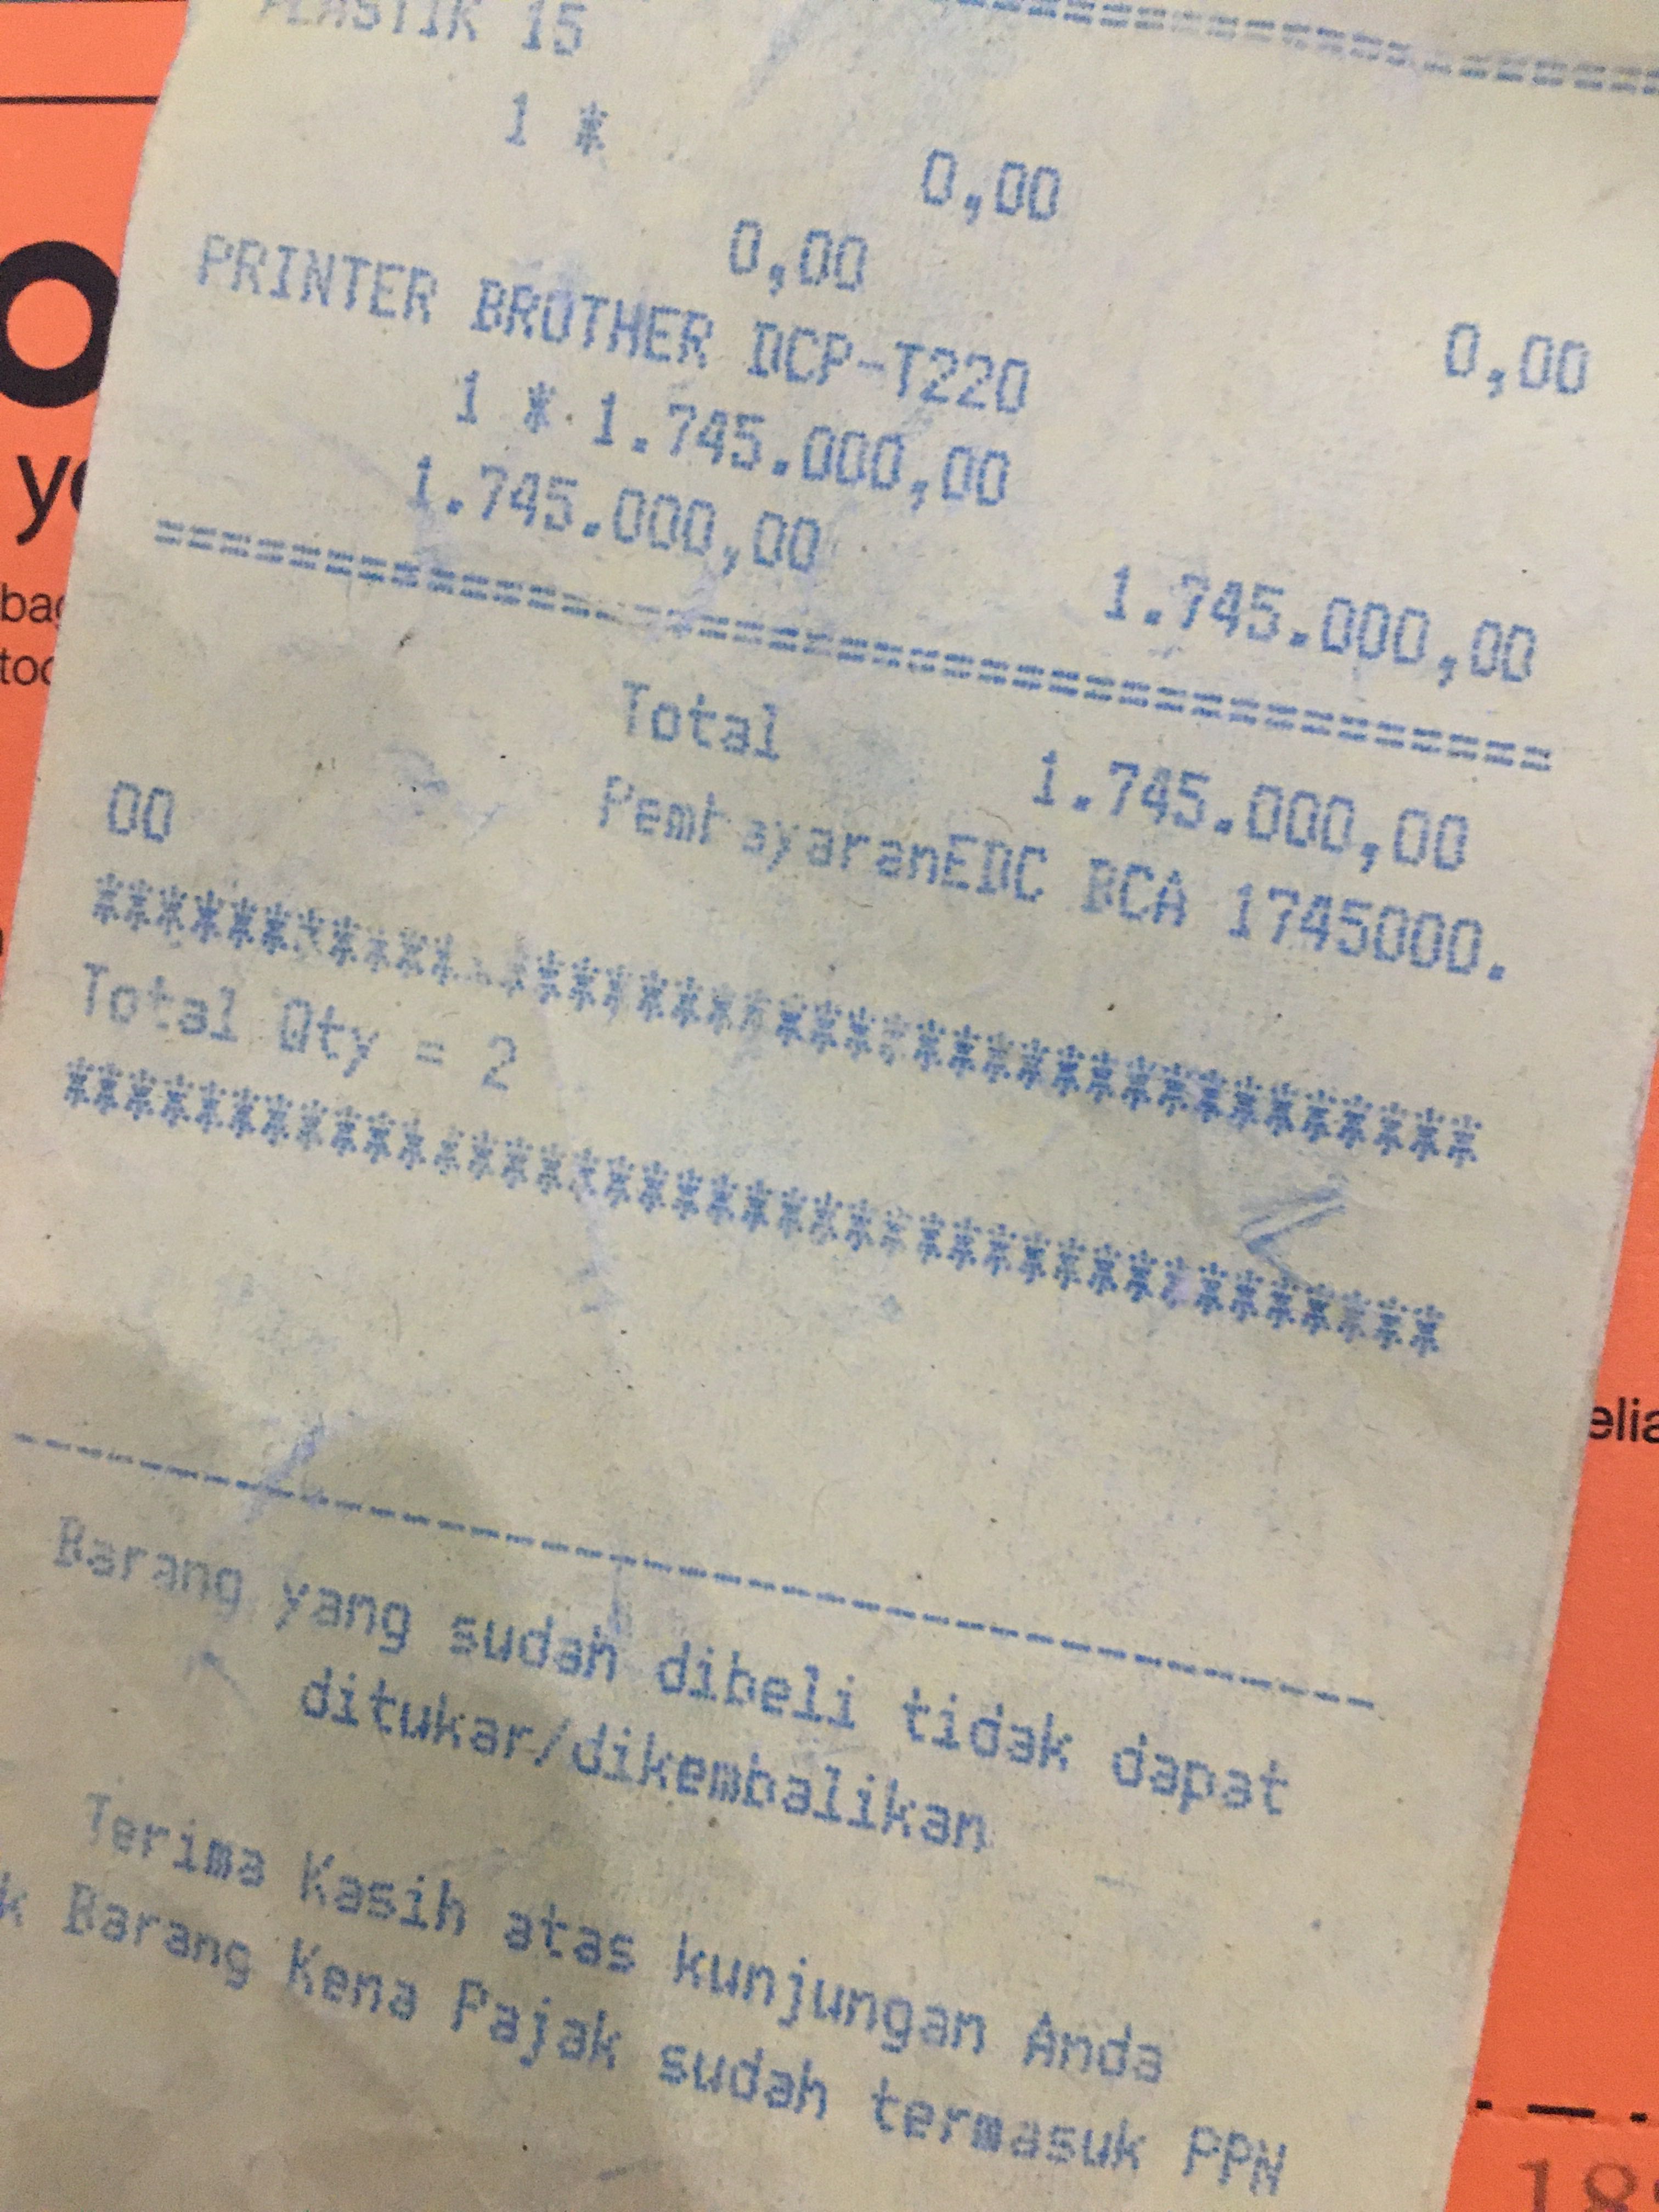 PLASTIK 15
1 * 0,00
0,00 0,00
PRINTER BROTHER DCP-T220
1 * 1.745.000,00
1.745.000,00 1.745.000,00
Total 1.745.000,00
PembayaranEDC BCA 1745000.
00
****************************************
Total Qty = 2
****************************************
Barang yang sudah dibeli tidak dapat
ditukar/dikembalikan
Terima Kasih atas kunjungan Anda
k Barang Kena Pajak sudah termasuk PPN